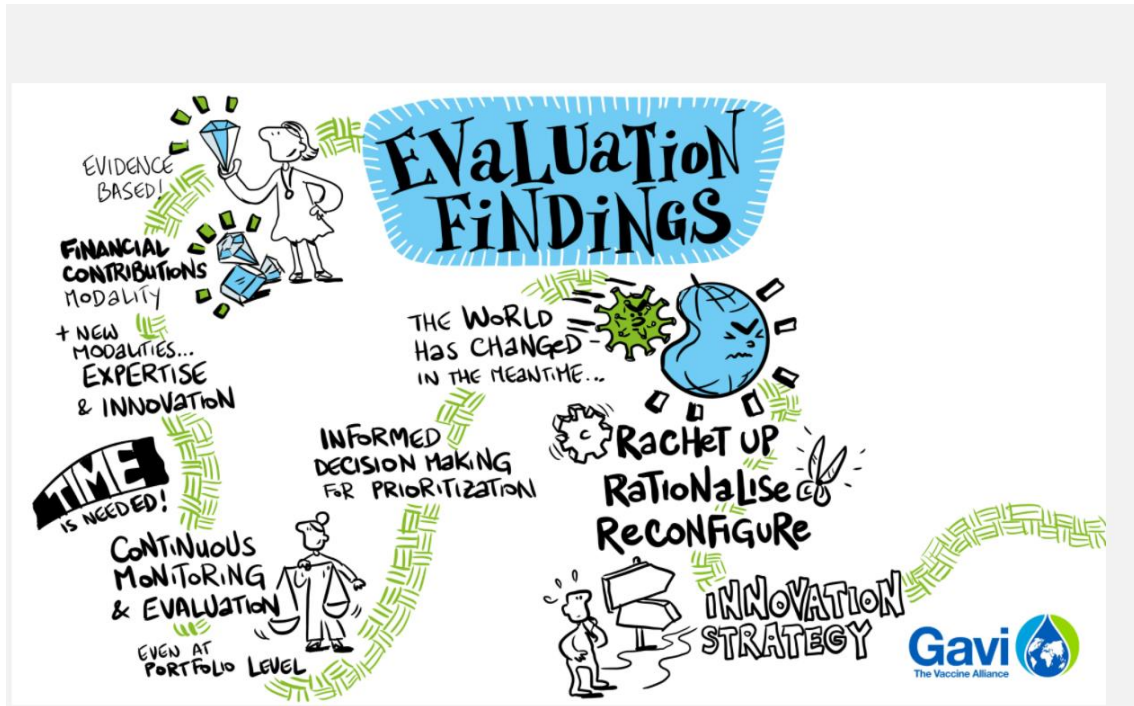 EVALUATION
FINDINGS
EVIDENCE
BASED!
FINANCIAL
CONTRIBUTIONS
MODALITY
+ NEW
MODALITIES...
EXPERTISE
& INNOVATION
TIME
IS NEEDED!
CONTINUOUS
MONITORING
& EVALUATION
EVEN AT
PORTFOLIO LEVEL
INFORMED
DECISION MAKING
FOR PRIORITIZATION
THE WORLD
HAS CHANGED
IN THE MEANTIME...
RACHET UP
RATIONALISE
RECONFIGURE
INNOVATION
STRATEGY
Gavi
The Vaccine Alliance